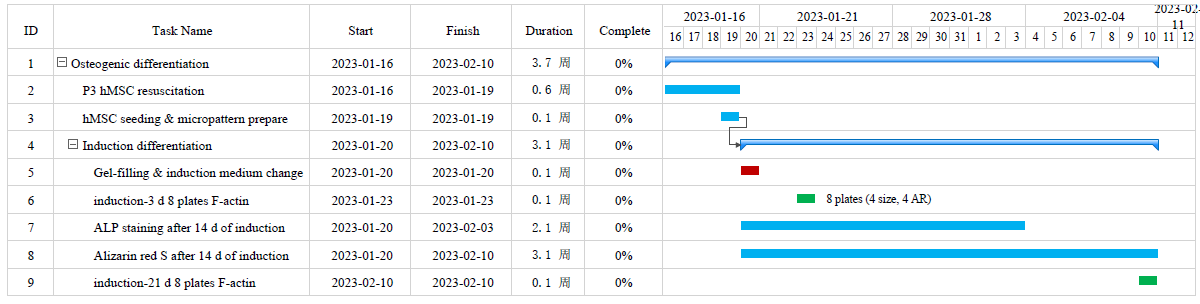 ID Task Name Start Finish Duration Complete 2023-01-16 2023-01-21 2023-01-28 2023-02-04 2023-02-11
16 17 18 19 20 21 22 23 24 25 26 27 28 29 30 31 1 2 3 4 5 6 7 8 9 10 11 12
1 Osteogenic differentiation 2023-01-16 2023-02-10 3.7 周 0%
2 P3 hMSC resuscitation 2023-01-16 2023-01-19 0.6 周 0%
3 hMSC seeding & micropattern prepare 2023-01-19 2023-01-19 0.1 周 0%
4 Induction differentiation 2023-01-20 2023-02-10 3.1 周 0%
5 Gel-filling & induction medium change 2023-01-20 2023-01-20 0.1 周 0%
6 induction-3 d 8 plates F-actin 2023-01-23 2023-01-23 0.1 周 0% 8 plates (4 size, 4 AR)
7 ALP staining after 14 d of induction 2023-01-20 2023-02-03 2.1 周 0%
8 Alizarin red S after 14 d of induction 2023-01-20 2023-02-10 3.1 周 0%
9 induction-21 d 8 plates F-actin 2023-02-10 2023-02-10 0.1 周 0%